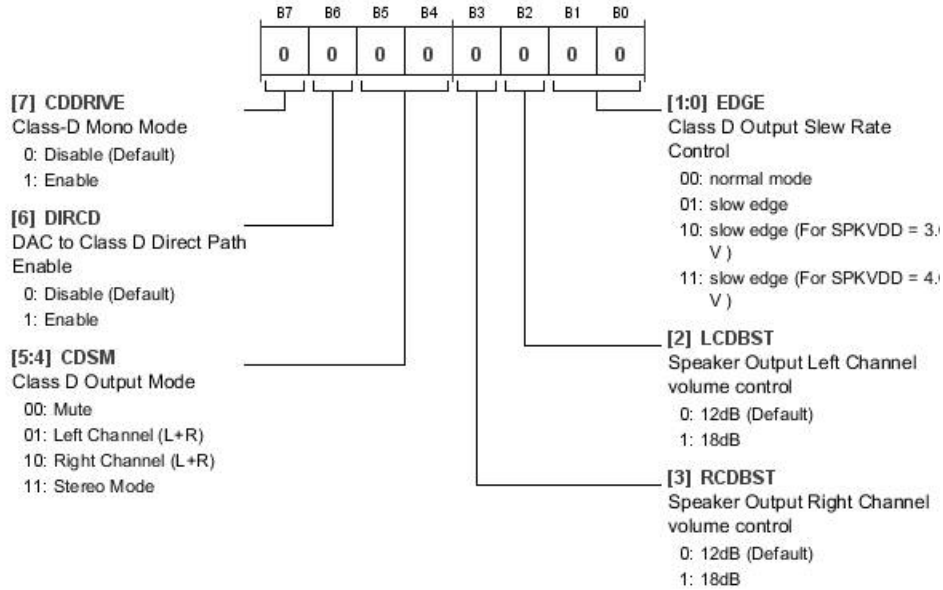 B7 B6 B5 B4 B3 B2 B1 B0
0 0 0 0 0 0 0 0
[7] CDDRIVE
Class-D Mono Mode
0: Disable (Default)
1: Enable
[6] DIRCD
DAC to Class D Direct Path
Enable
0: Disable (Default)
1: Enable
[5:4] CDSM
Class D Output Mode
00: Mute
01: Left Channel (L+R)
10: Right Channel (L+R)
11: Stereo Mode
[1:0] EDGE
Class D Output Slew Rate
Control
00: normal mode
01: slow edge
10: slow edge (For SPKVDD = 3.
V )
11: slow edge (For SPKVDD = 4.
V )
[2] LCDBST
Speaker Output Left Channel
volume control
0: 12dB (Default)
1: 18dB
[3] RCDBST
Speaker Output Right Channel
volume control
0: 12dB (Default)
1: 18dB